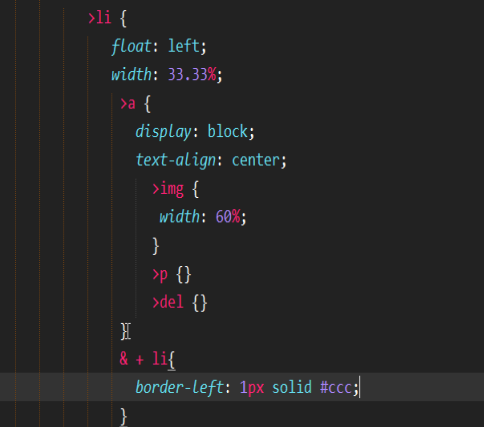 >li {
float: left;
width: 33.33%;
>a {
display: block;
text-align: center;
>img {
width: 60%;
}
>p {}
>del {}
}
& + li{
border-left: 1px solid #ccc;
}